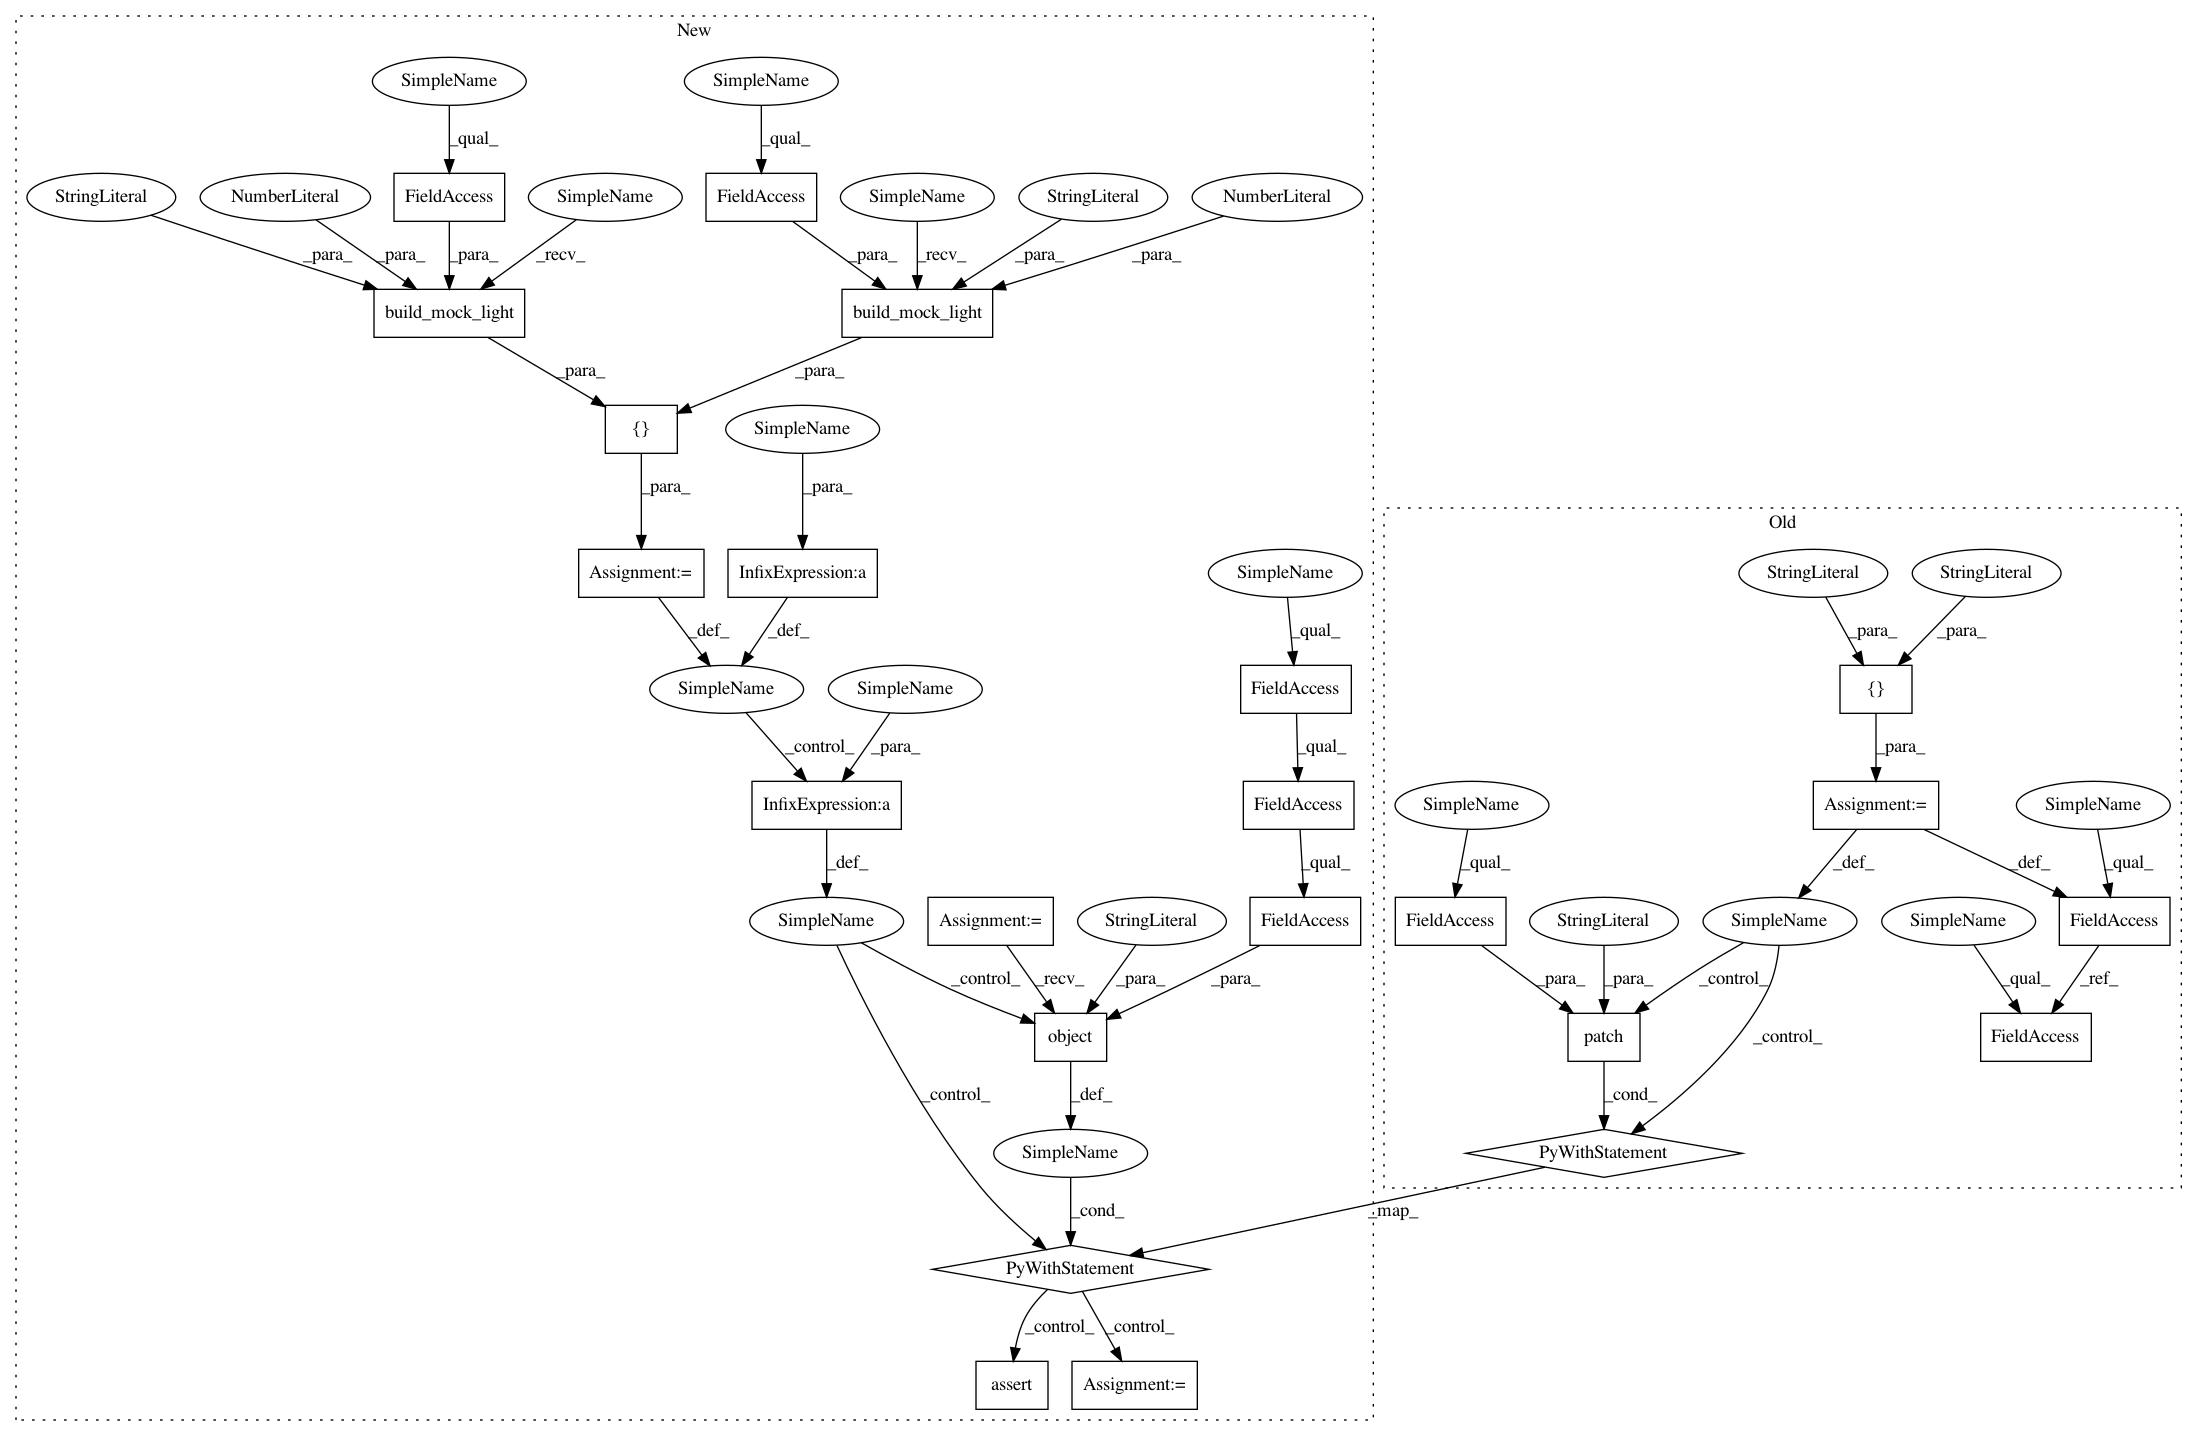 New
SimpleName
SimpleName
_qual_
_qual_
StringLiteral
NumberLiteral
FieldAccess
SimpleName
FieldAccess
SimpleName
StringLiteral
NumberLiteral
_para_
_para_
_para_
_recv_
_para_
_recv_
_para_
_para_
build_mock_light
build_mock_light
_para_
_para_
{}
SimpleName
_para_
_para_
Old
Assignment:=
InfixExpression:a
SimpleName
StringLiteral
StringLiteral
_def_
_def_
_qual_
_para_
_para_
SimpleName
SimpleName
FieldAccess
{}
_control_
_para_
_qual_
_para_
InfixExpression:a
FieldAccess
SimpleName
Assignment:=
SimpleName
_def_
_qual_
_qual_
_def_
_def_
_qual_
SimpleName
Assignment:=
StringLiteral
FieldAccess
FieldAccess
StringLiteral
SimpleName
SimpleName
FieldAccess
_control_
_recv_
_para_
_para_
_para_
_para_
_control_
_qual_
_ref_
object
patch
_control_
FieldAccess
_control_
_def_
_cond_
SimpleName
PyWithStatement
_cond_
_map_
PyWithStatement
_control_
_control_
assert
Assignment:=